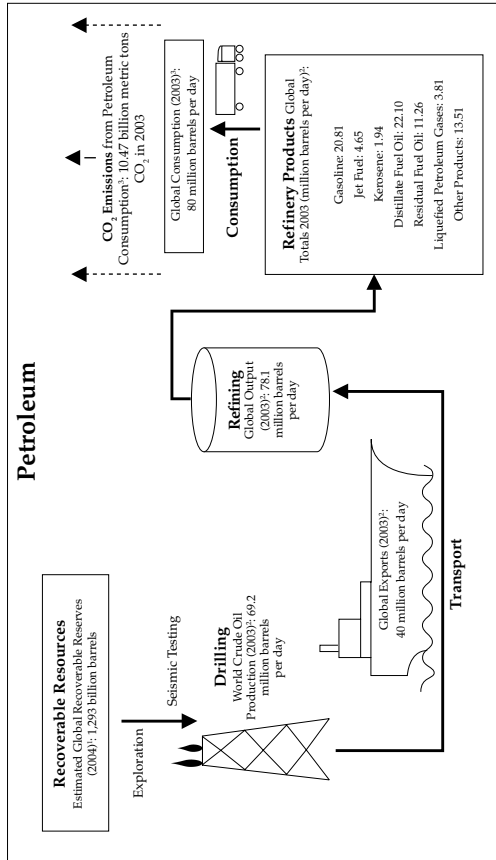 Petroleum
Recoverable Resources
Estimated Global Recoverable Reserves
(2004)¹: 1,293 billion barrels
Exploration
Seismic Testing
Drilling
World Crude Oil
Production (2003)²: 69.2
million barrels
per day
Global Exports (2003)²:
40 million barrels per day
Transport
Refining
Global Output
(2003)²: 78.1
million barrels
per day
Refinery Products Global
Totals 2003 (million barrels per day)²:
Gasoline: 20.81
Jet Fuel: 4.65
Kerosene: 1.94
Distillate Fuel Oil: 22.10
Residual Fuel Oil: 11.26
Liquefied Petroleum Gases: 3.81
Other Products: 13.51
Consumption
Global Consumption (2003)²:
80 million barrels per day
CO₂ Emissions from Petroleum
Consumption³: 10.47 billion metric tons
CO₂ in 2003